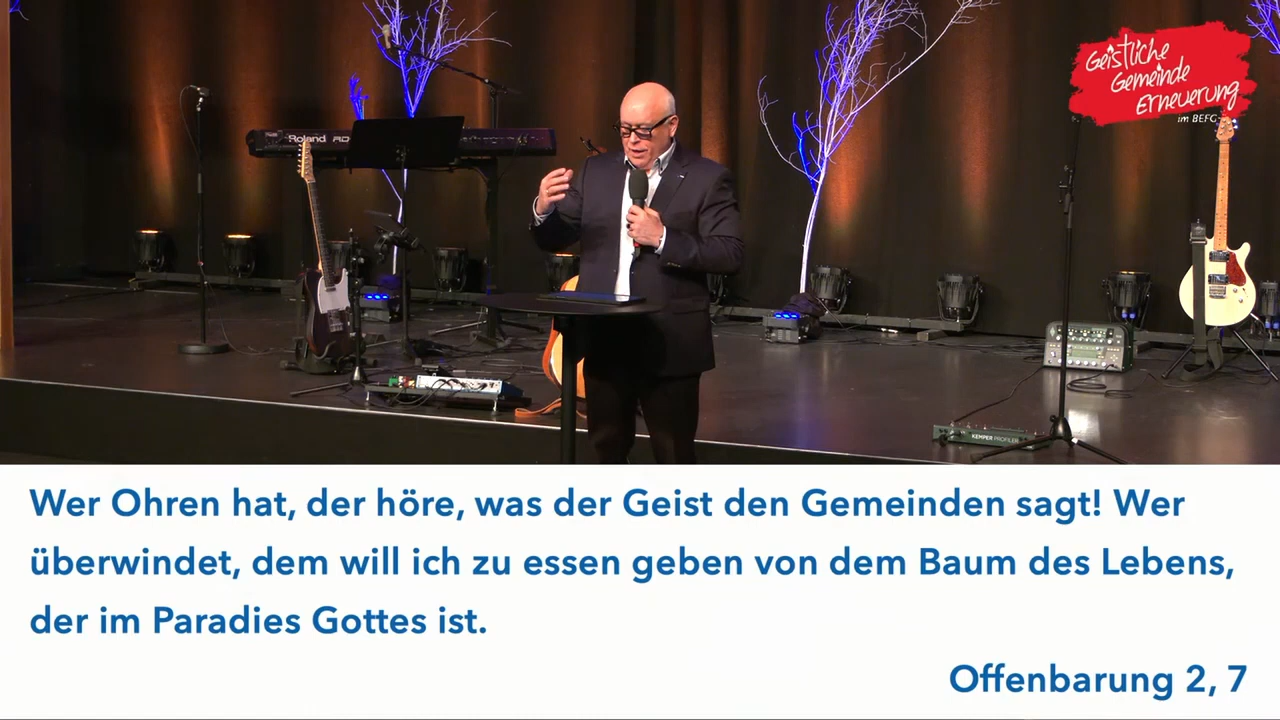 Geistliche
Gemeinde
Erneuerung
im BEFG
Roland RD
KEMPER PROFILER
Wer Ohren hat, der höre, was der Geist den Gemeinden sagt! Wer
überwindet, dem will ich zu essen geben von dem Baum des Lebens,
der im Paradies Gottes ist.
Offenbarung 2, 7